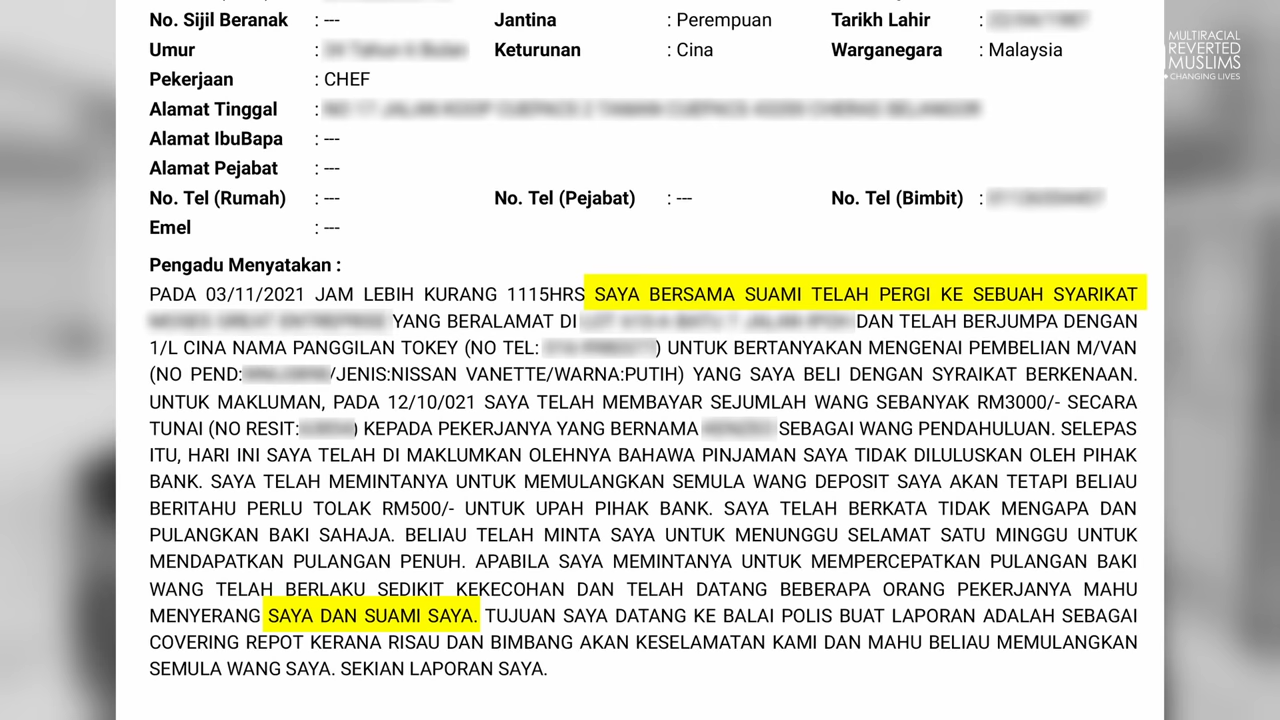 No. Sijil Beranak : --- Jantina : Perempuan Tarikh Lahir :
Umur : Keturunan : Cina Warganegara : Malaysia
Pekerjaan : CHEF
Alamat Tinggal :
Alamat IbuBapa : ---
Alamat Pejabat : ---
No. Tel (Rumah) : --- No. Tel (Pejabat) : --- No. Tel (Bimbit) :
Emel : ---
Pengadu Menyatakan :
PADA 03/11/2021 JAM LEBIH KURANG 1115HRS SAYA BERSAMA SUAMI TELAH PERGI KE SEBUAH SYARIKAT
YANG BERALAMAT DI DAN TELAH BERJUMPA DENGAN
1/L CINA NAMA PANGGILAN TOKEY (NO TEL: ) UNTUK BERTANYAKAN MENGENAI PEMBELIAN M/VAN
(NO PEND: /JENIS:NISSAN VANETTE/WARNA:PUTIH) YANG SAYA BELI DENGAN SYRAIKAT BERKENAAN.
UNTUK MAKLUMAN, PADA 12/10/021 SAYA TELAH MEMBAYAR SEJUMLAH WANG SEBANYAK RM3000/- SECARA
TUNAI (NO RESIT: ) KEPADA PEKERJANYA YANG BERNAMA SEBAGAI WANG PENDAHULUAN. SELEPAS
ITU, HARI INI SAYA TELAH DI MAKLUMKAN OLEHNYA BAHAWA PINJAMAN SAYA TIDAK DILULUSKAN OLEH PIHAK
BANK. SAYA TELAH MEMINTANYA UNTUK MEMULANGKAN SEMULA WANG DEPOSIT SAYA AKAN TETAPI BELIAU
BERITAHU PERLU TOLAK RM500/- UNTUK UPAH PIHAK BANK. SAYA TELAH BERKATA TIDAK MENGAPA DAN
PULANGKAN BAKI SAHAJA. BELIAU TELAH MINTA SAYA UNTUK MENUNGGU SELAMAT SATU MINGGU UNTUK
MENDAPATKAN PULANGAN PENUH. APABILA SAYA MEMINTANYA UNTUK MEMPERCEPATKAN PULANGAN BAKI
WANG TELAH BERLAKU SEDIKIT KEKECOHAN DAN TELAH DATANG BEBERAPA ORANG PEKERJANYA MAHU
MENYERANG SAYA DAN SUAMI SAYA. TUJUAN SAYA DATANG KE BALAI POLIS BUAT LAPORAN ADALAH SEBAGAI
COVERING REPOT KERANA RISAU DAN BIMBANG AKAN KESELAMATAN KAMI DAN MAHU BELIAU MEMULANGKAN
SEMULA WANG SAYA. SEKIAN LAPORAN SAYA.
MULTIRACIAL
REVERTED
MUSLIMS
• CHANGING LIVES